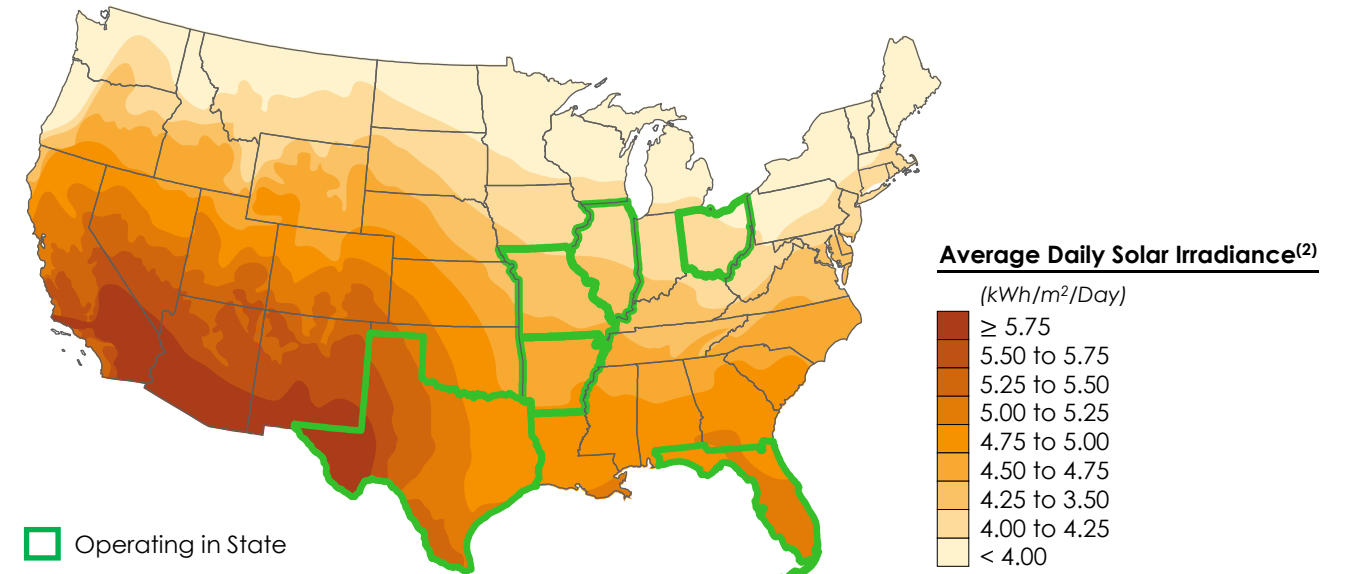 Average Daily Solar Irradiance(2)
(kWh/m2/Day)
≥ 5.75
5.50 to 5.75
5.25 to 5.50
5.00 to 5.25
4.75 to 5.00
4.50 to 4.75
4.25 to 3.50
4.00 to 4.25
< 4.00
Operating in State